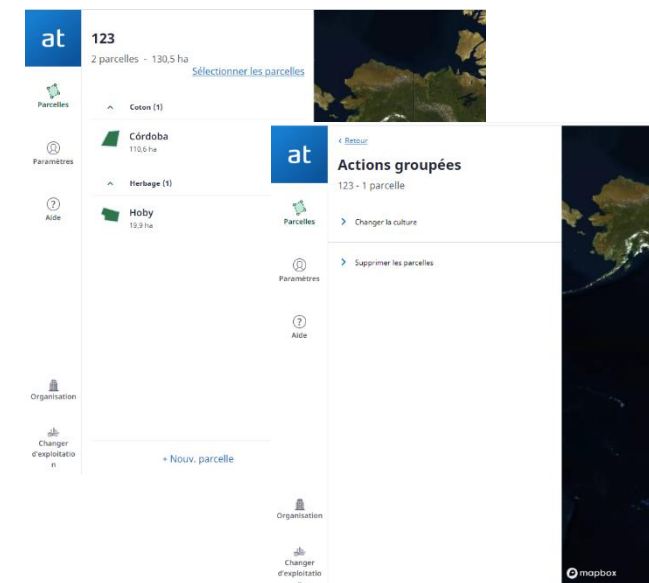 at
123
2 parcelles - 130,5 ha
Sélectionner les parcelles
Parcelles
Coton (1)
Córdoba
110,6 ha
Paramètres
Herbage (1)
Aide
Hoby
19,9 ha
Organisation
Changer
d'exploitatio
n
+ Nouv. parcelle
at
< Retour
Actions groupées
123 - 1 parcelle
Parcelles
Changer la culture
Paramètres
Supprimer les parcelles
Aide
Organisation
Changer
d'exploitatio
mapbox